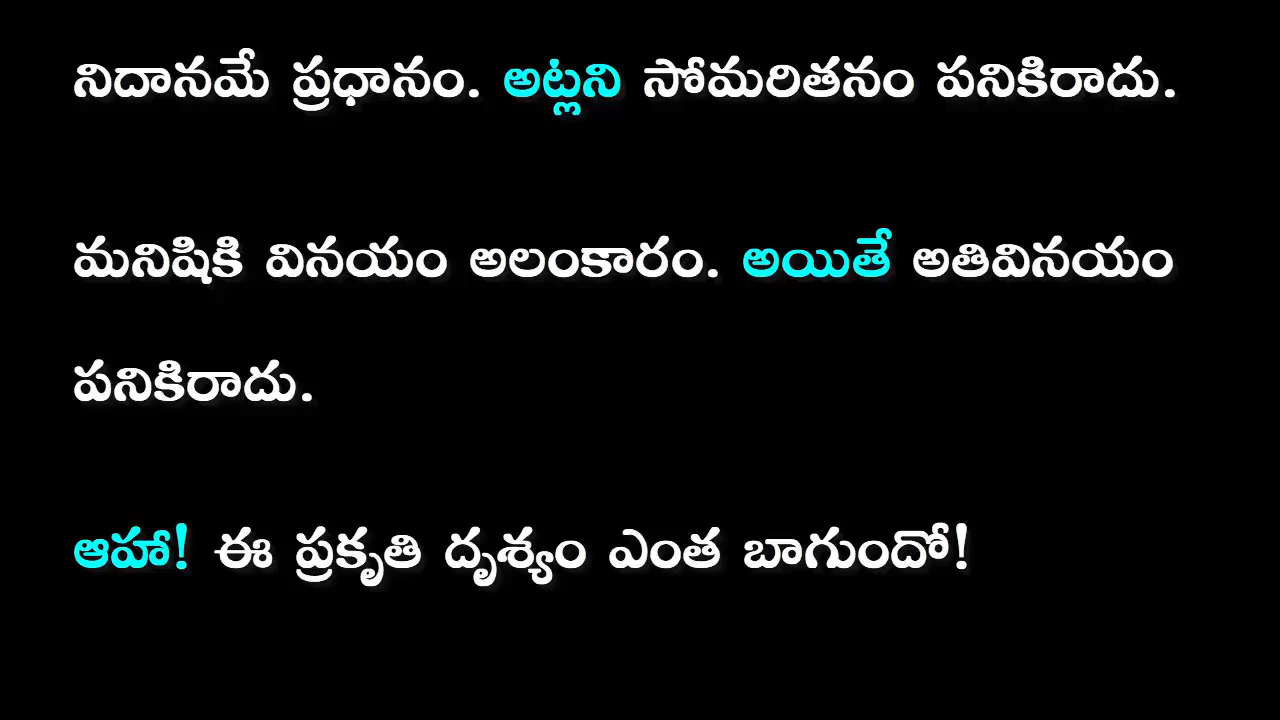 నిదానమే ప్రధానం. అట్లని సోమరితనం పనికిరాదు.
మనిషికి వినయం అలంకారం. అయితే అతివినయం
పనికిరాదు.
ఆహా! ఈ ప్రకృతి దృశ్యం ఎంత బాగుందో!